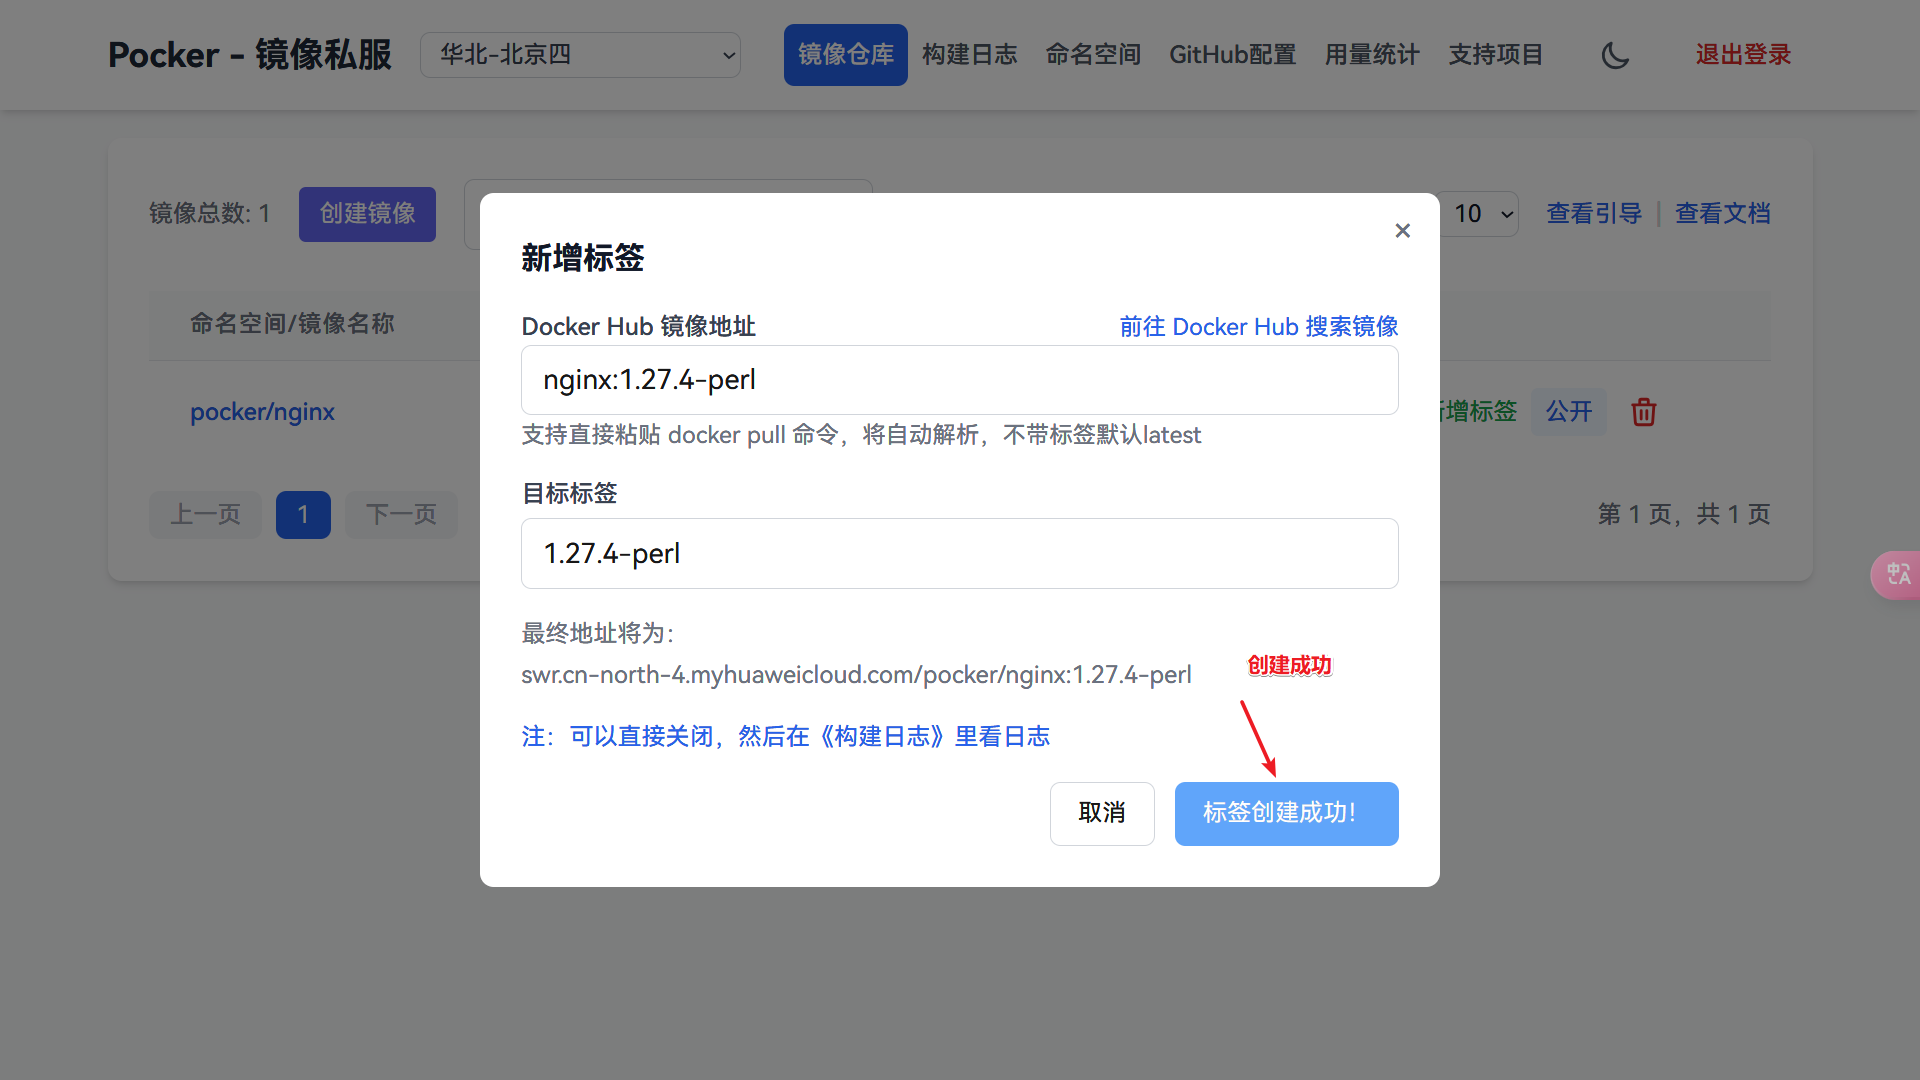 Pocker - 镜像私服
华北-北京四
镜像仓库
构建日志
命名空间
GitHub配置
用量统计
支持项目
退出登录
镜像总数: 1
创建镜像
10
查看引导 | 查看文档
新增标签
Docker Hub 镜像地址
前往 Docker Hub 搜索镜像
nginx:1.27.4-perl
支持直接粘贴 docker pull 命令，将自动解析，不带标签默认latest
目标标签
1.27.4-perl
最终地址将为：
swr.cn-north-4.myhuaweicloud.com/pocker/nginx:1.27.4-perl
创建成功
注：可以直接关闭，然后在《构建日志》里看日志
取消
标签创建成功！
命名空间/镜像名称
pocker/nginx
增标签
公开
上一页
1
下一页
第 1 页，共 1 页
中A